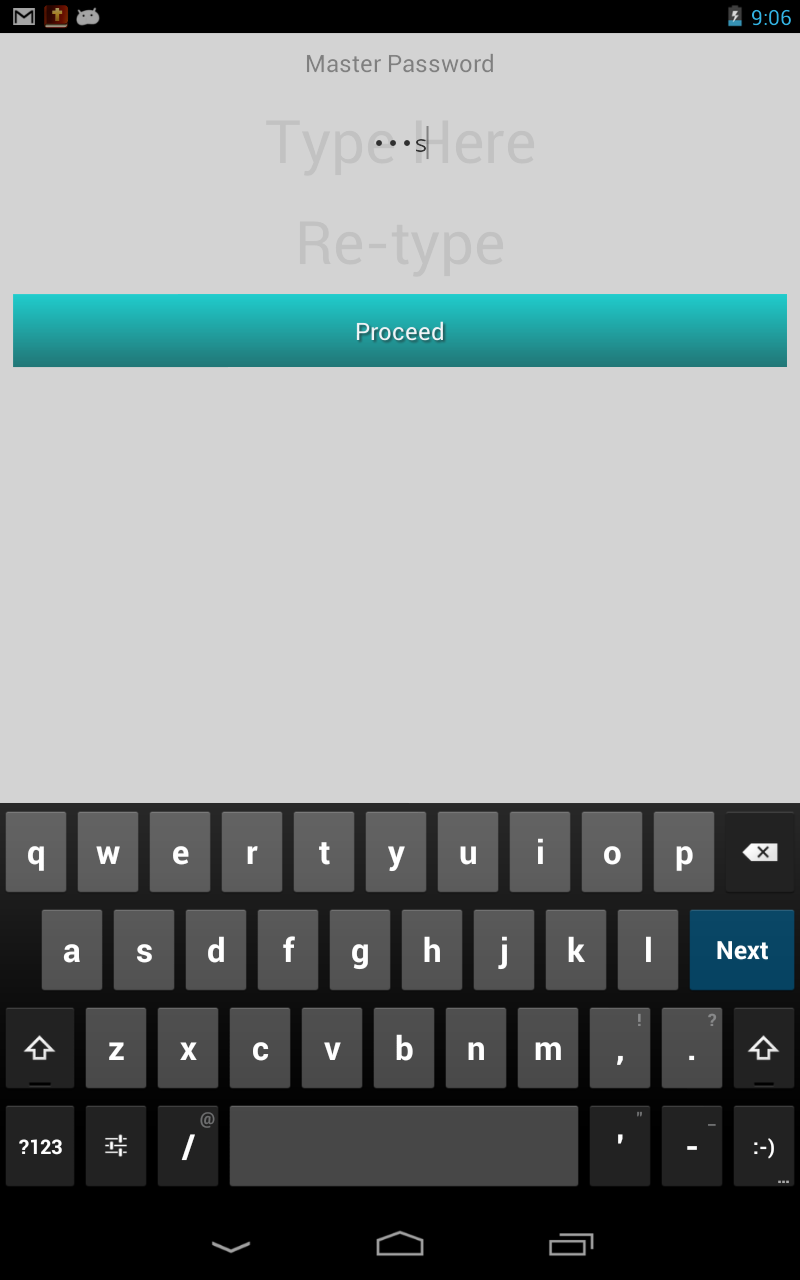 9:06
Master Password
Type Here
•••s
Re-type
Proceed
q w e r t y u i o p
a s d f g h j k l Next
! ?
z x c v b n m , .
@ " _
?123 / ' - :-)
...